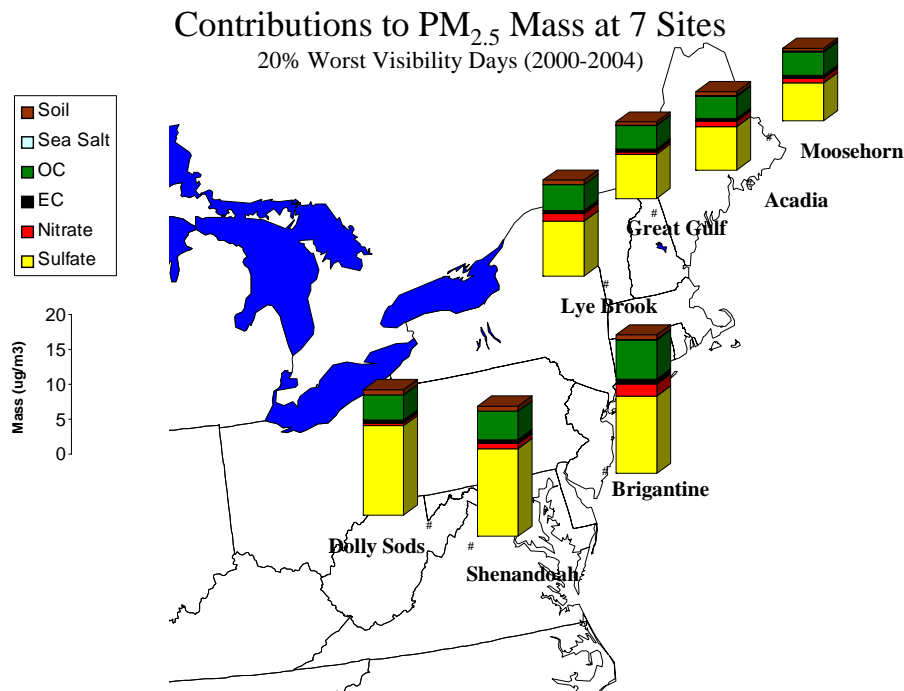 Contributions to PM2.5 Mass at 7 Sites
20% Worst Visibility Days (2000-2004)
Soil
Sea Salt
OC
EC
Nitrate
Sulfate
Moosehorn
Acadia
Great Gulf
Lye Brook
Brigantine
Dolly Sods
Shenandoah
Mass (ug/m3)
20
15
10
5
0
#
#
#
#
#
#
#